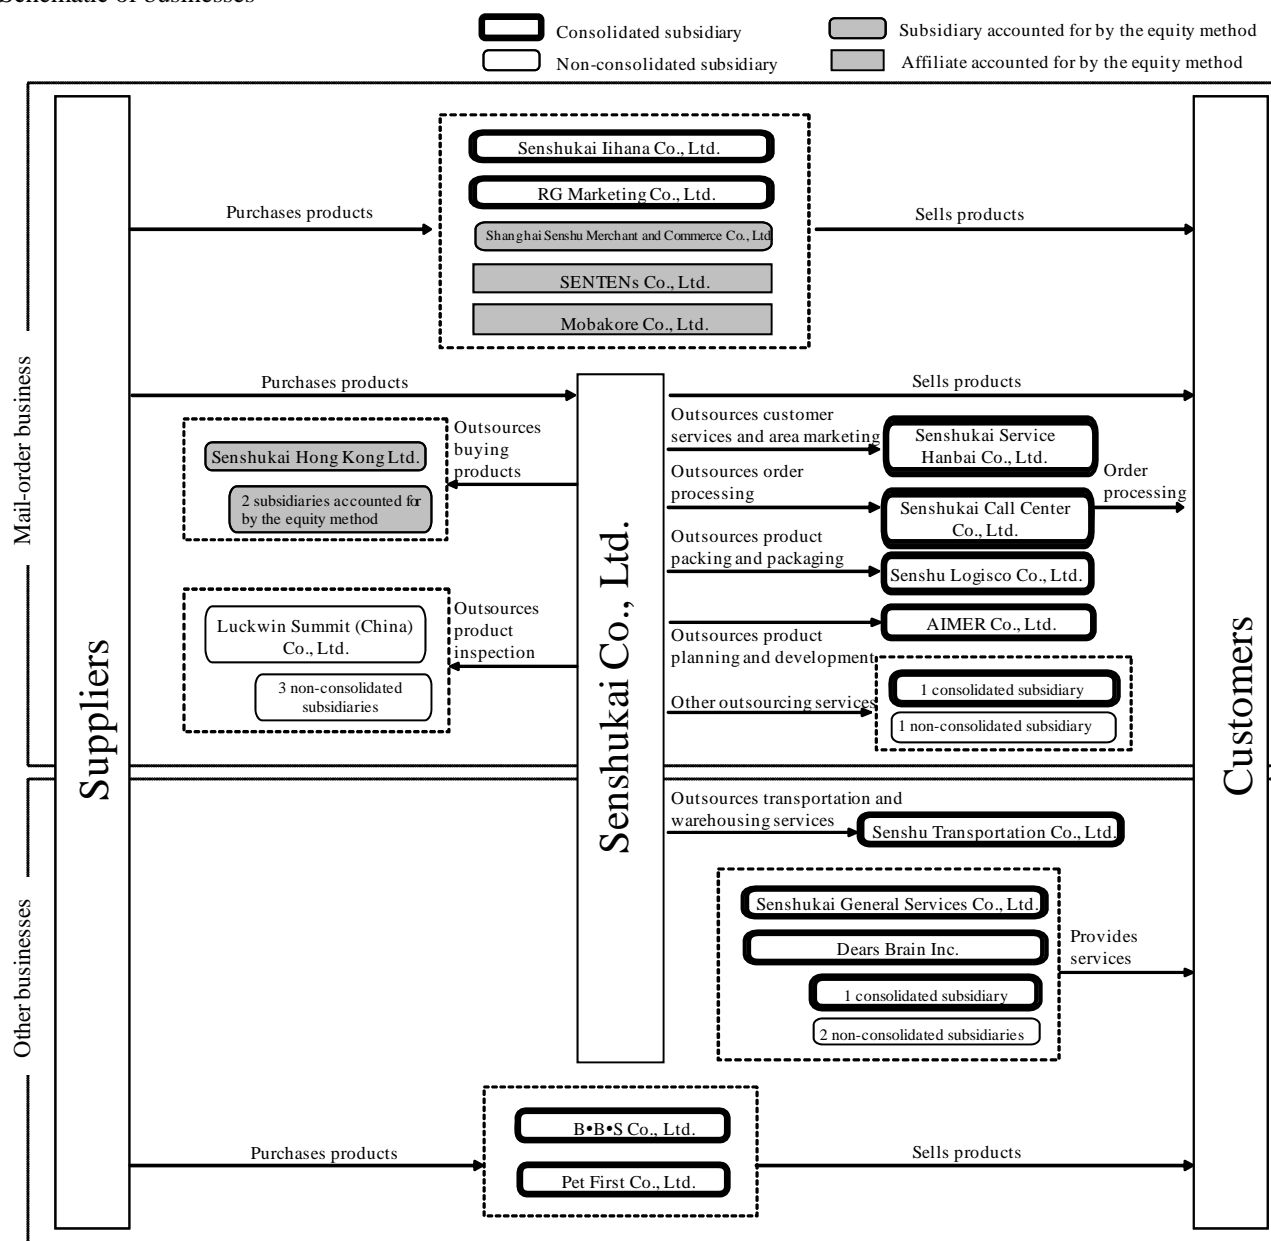 Schematic of businesses
Consolidated subsidiary
Subsidiary accounted for by the equity method
Non-consolidated subsidiary
Affiliate accounted for by the equity method
Mail-order business
Suppliers
Customers
Senshukai Iihana Co., Ltd.
RG Marketing Co., Ltd.
Purchases products
Sells products
Shanghai Senshu Merchant and Commerce Co., Ltd
SENTENs Co., Ltd.
Mobakore Co., Ltd.
Purchases products
Sells products
Senshukai Co., Ltd.
Outsources
buying
products
Senshukai Hong Kong Ltd.
2 subsidiaries accounted for
by the equity method
Outsources customer
services and area marketing
Senshukai Service
Hanbai Co., Ltd.
Outsources order
processing
Senshukai Call Center
Co., Ltd.
Order
processing
Outsources product
packing and packaging
Senshu Logisco Co., Ltd.
Outsources
product
inspection
Luckwin Summit (China)
Co., Ltd.
3 non-consolidated
subsidiaries
AIMER Co., Ltd.
Outsources product
planning and development
Other outsourcing services
1 consolidated subsidiary
1 non-consolidated subsidiary
Other businesses
Outsources transportation and
warehousing services
Senshu Transportation Co., Ltd.
Senshukai General Services Co., Ltd.
Dears Brain Inc.
1 consolidated subsidiary
2 non-consolidated subsidiaries
Provides
services
Purchases products
B•B•S Co., Ltd.
Pet First Co., Ltd.
Sells products